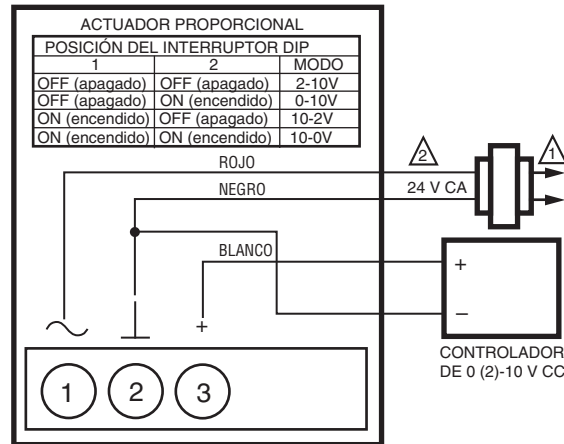 ACTUADOR PROPORCIONAL
POSICIÓN DEL INTERRUPTOR DIP
1 2 MODO
OFF (apagado) OFF (apagado) 2-10V
OFF (apagado) ON (encendido) 0-10V
ON (encendido) OFF (apagado) 10-2V
ON (encendido) ON (encendido) 10-0V
ROJO
2
1
NEGRO
24 V CA
BLANCO
+
–
+
CONTROLADOR
DE 0 (2)-10 V CC
1 2 3